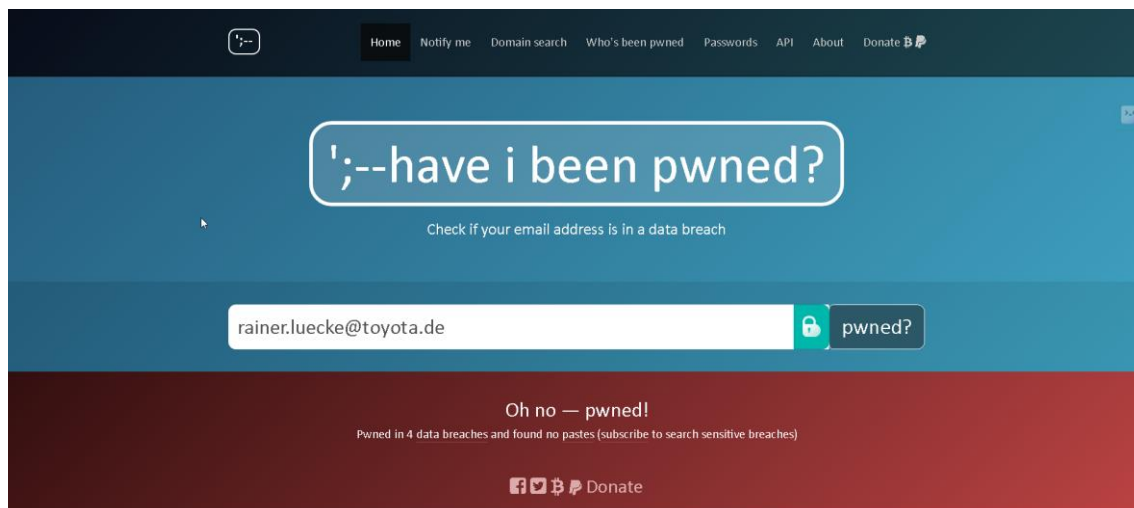 ';--
Home Notify me Domain search Who's been pwned Passwords API About Donate
';--have i been pwned?
Check if your email address is in a data breach
rainer.luecke@toyota.de
pwned?
Oh no — pwned!
Pwned in 4 data breaches and found no pastes (subscribe to search sensitive breaches)
Donate